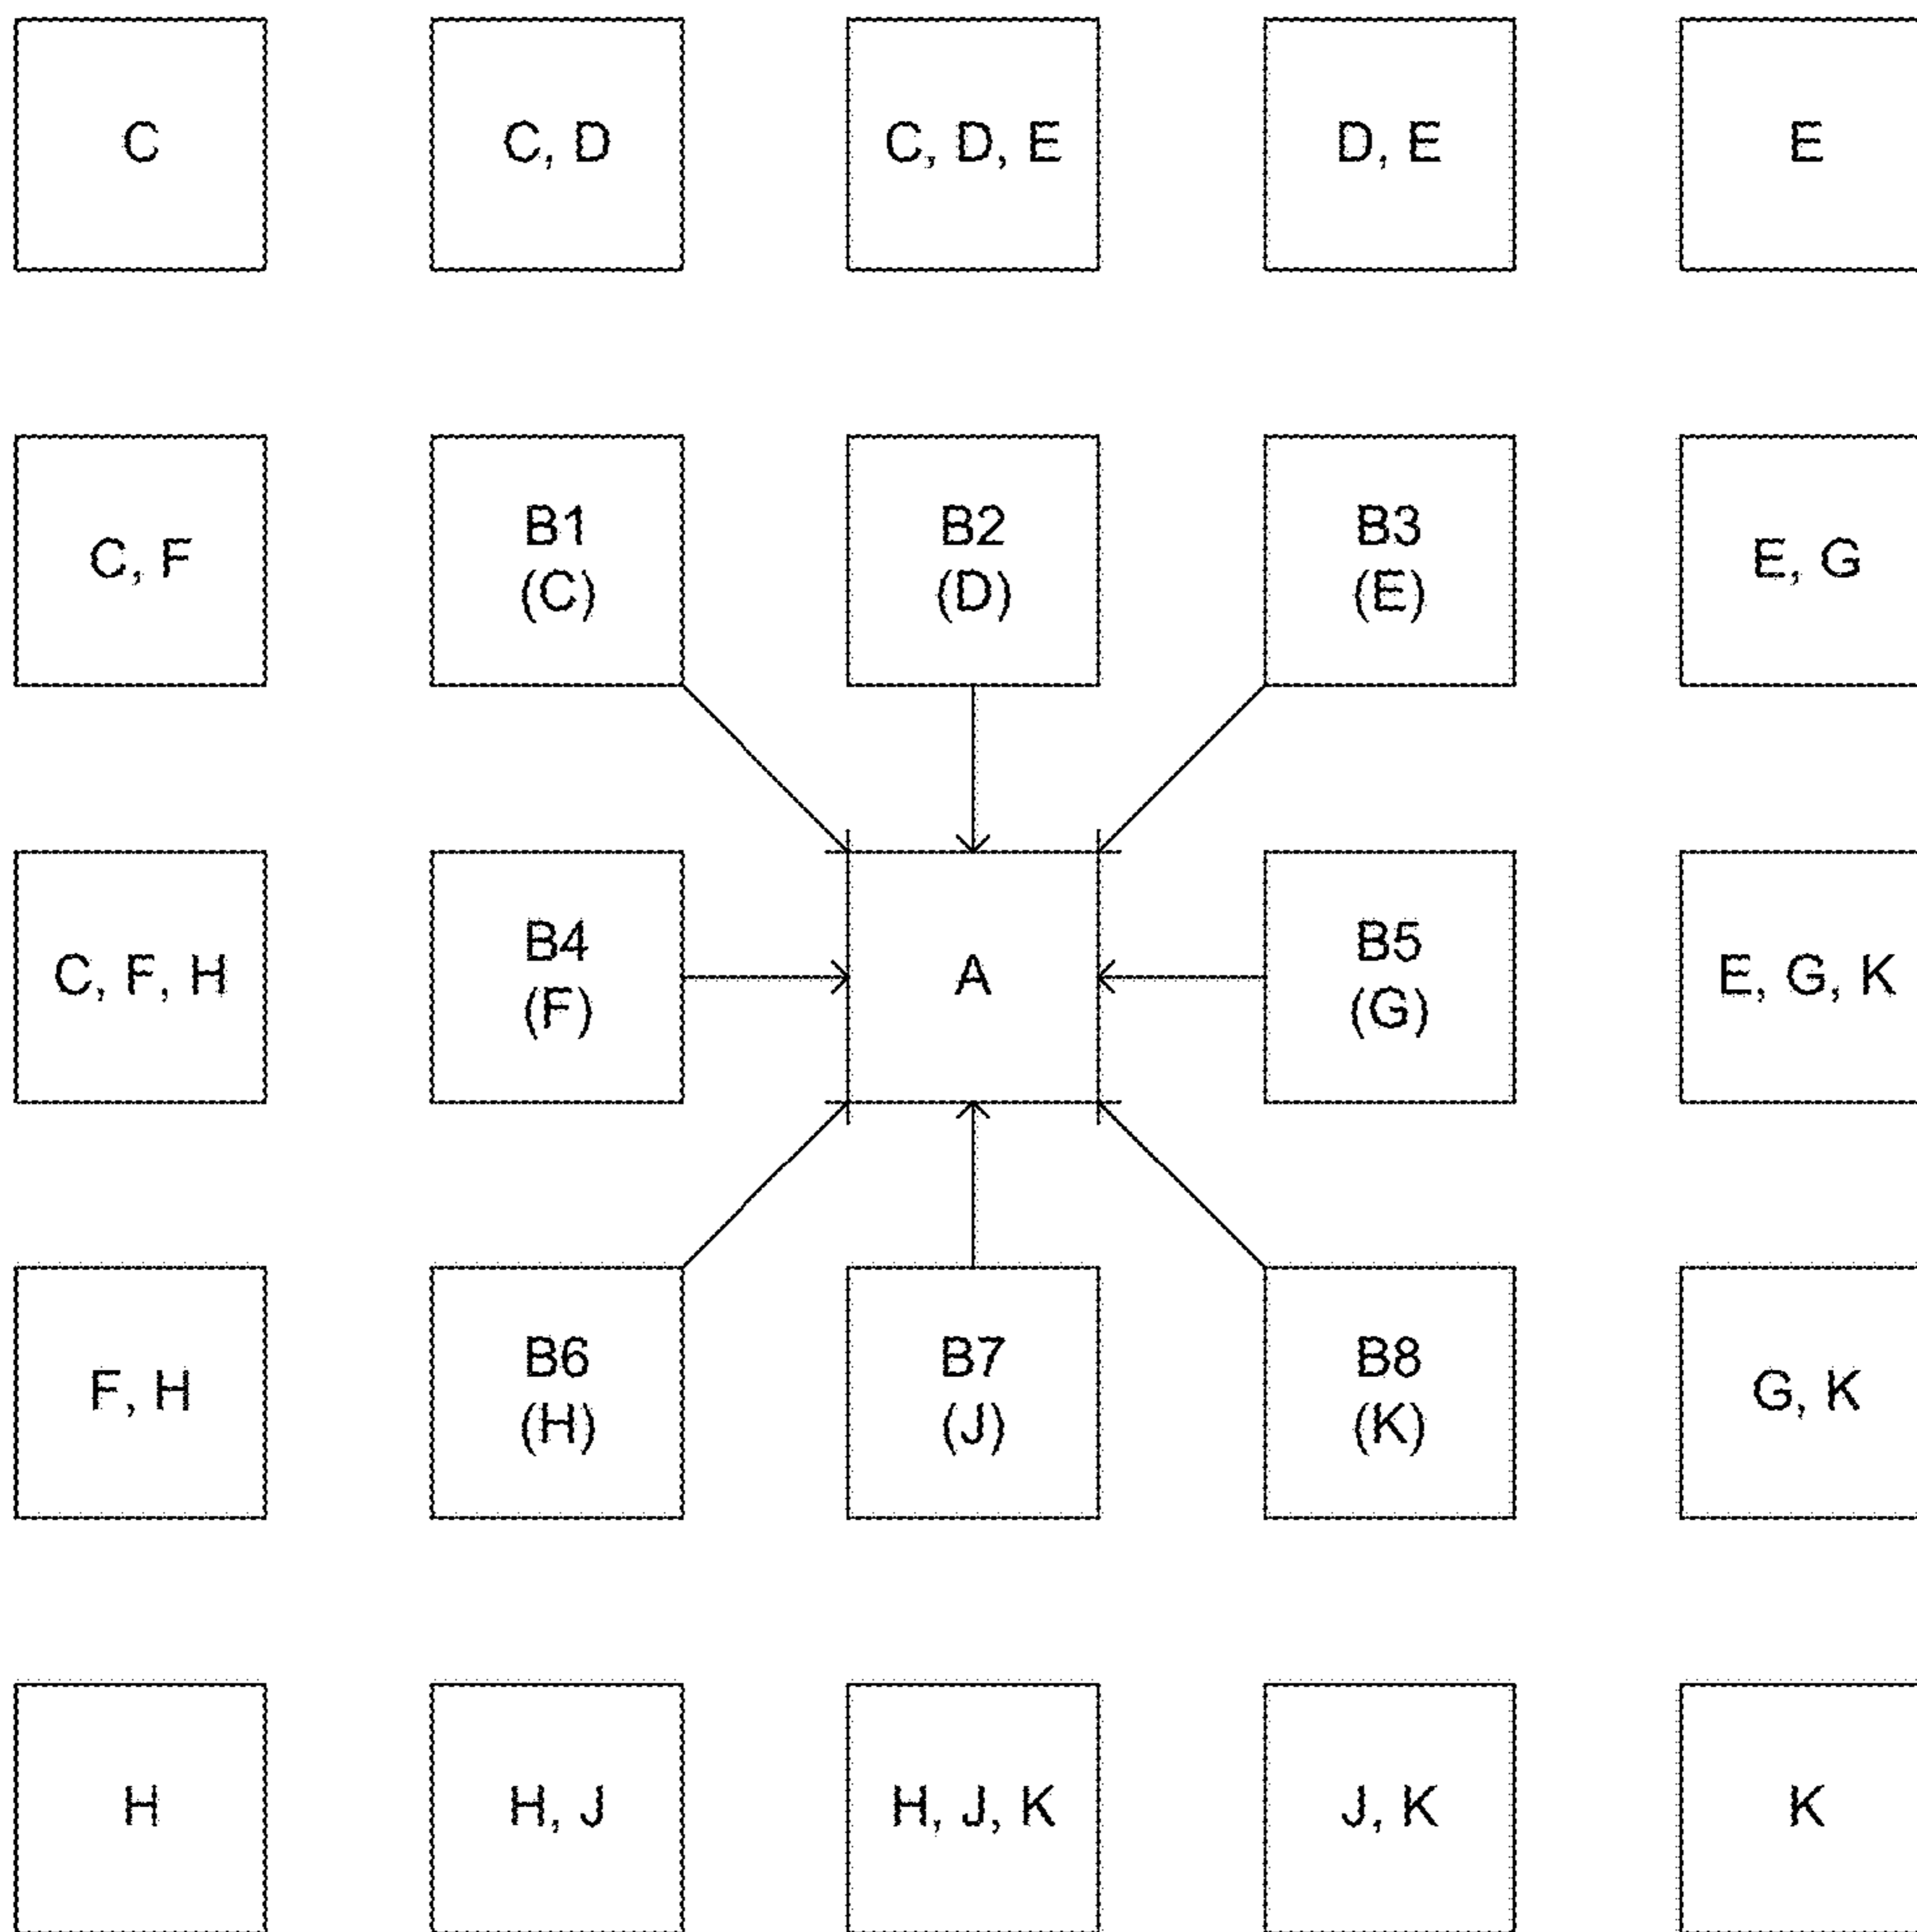 C
C, D
C, D, E
D, E
E
C, F
B1
(C)
B2
(D)
B3
(E)
E, G
C, F, H
B4
(F)
A
B5
(G)
E, G, K
F, H
B6
(H)
B7
(J)
B8
(K)
G, K
H
H, J
H, J, K
J, K
K